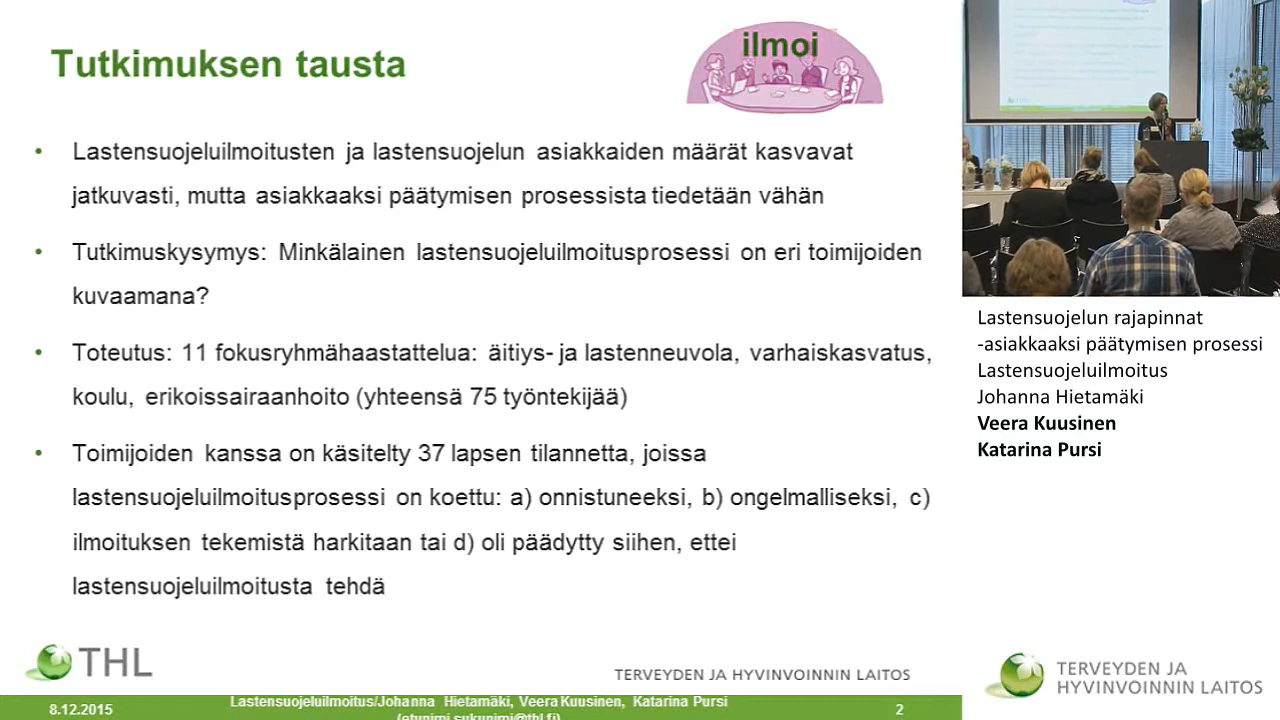 Tutkimuksen tausta
ilmoi
• Lastensuojeluilmoitusten ja lastensuojelun asiakkaiden määrät kasvavat
jatkuvasti, mutta asiakkaaksi päätymisen prosessista tiedetään vähän
• Tutkimuskysymys: Minkälainen lastensuojeluilmoitusprosessi on eri toimijoiden
kuvaamana?
• Toteutus: 11 fokusryhmähaastattelua: äitiys- ja lastenneuvola, varhaiskasvatus,
koulu, erikoissairaanhoito (yhteensä 75 työntekijää)
• Toimijoiden kanssa on käsitelty 37 lapsen tilannetta, joissa
lastensuojeluilmoitusprosessi on koettu: a) onnistuneeksi, b) ongelmalliseksi, c)
ilmoituksen tekemistä harkitaan tai d) oli päädytty siihen, ettei
lastensuojeluilmoitusta tehdä
THL
TERVEYDEN JA HYVINVOINNIN LAITOS
8.12.2015
Lastensuojeluilmoitus/Johanna Hietamäki, Veera Kuusinen, Katarina Pursi
(etunimi.sukunimi@thl.fi)
2
Lastensuojelun rajapinnat
-asiakkaaksi päätymisen prosessi
Lastensuojeluilmoitus
Johanna Hietamäki
Veera Kuusinen
Katarina Pursi
TERVEYDEN JA
HYVINVOINNIN LAITOS